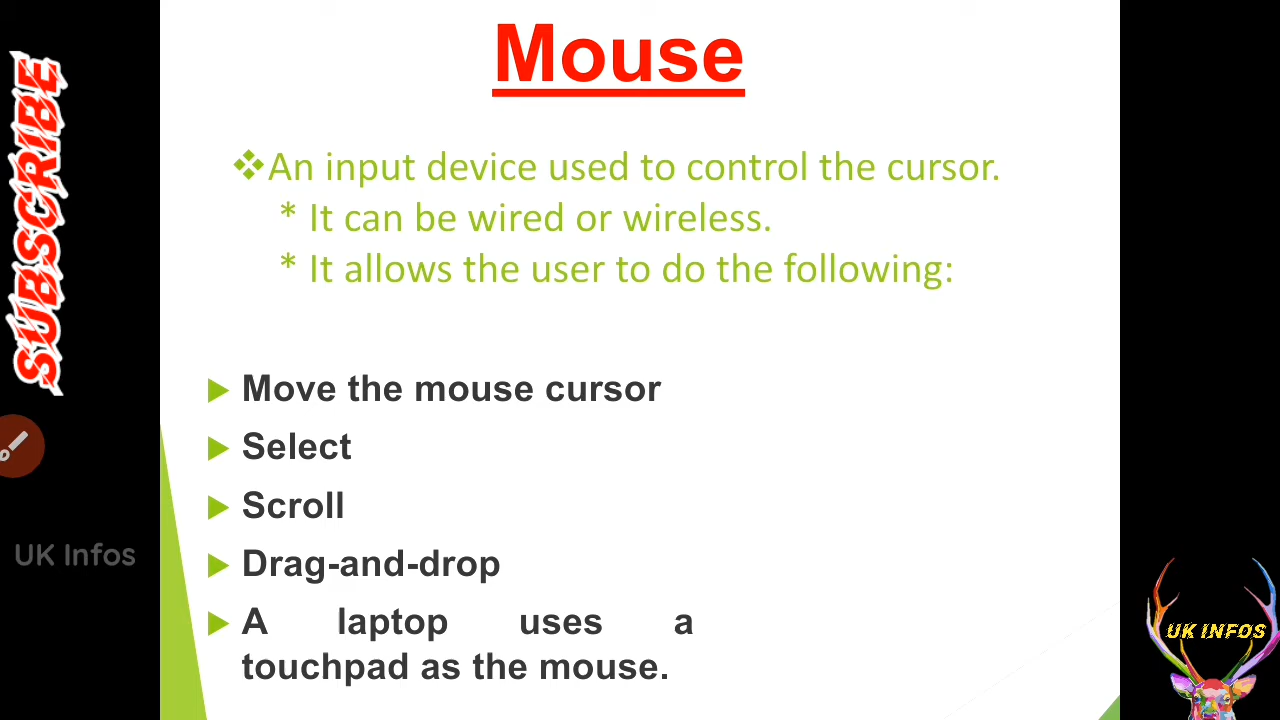 Mouse
SUBSCRIBE
❖An input device used to control the cursor.
* It can be wired or wireless.
* It allows the user to do the following:
Move the mouse cursor
Select
Scroll
Drag-and-drop
A laptop uses a
touchpad as the mouse.
UK Infos
UK INFOS